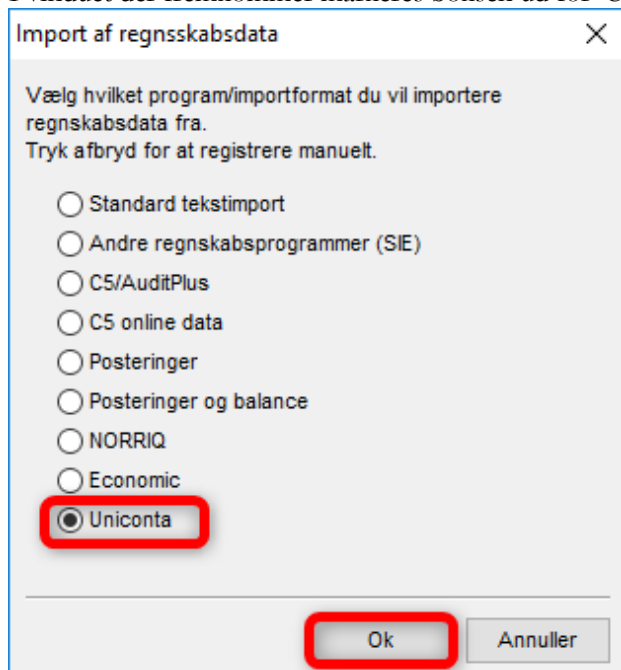 Import af regnsskabsdata
Vælg hvilket program/importformat du vil importere
regnskabsdata fra.
Tryk afbryd for at registrere manuelt.
Standard tekstimport
Andre regnskabsprogrammer (SIE)
C5/AuditPlus
C5 online data
Posteringer
Posteringer og balance
NORRIQ
Economic
Uniconta
Ok Annuller